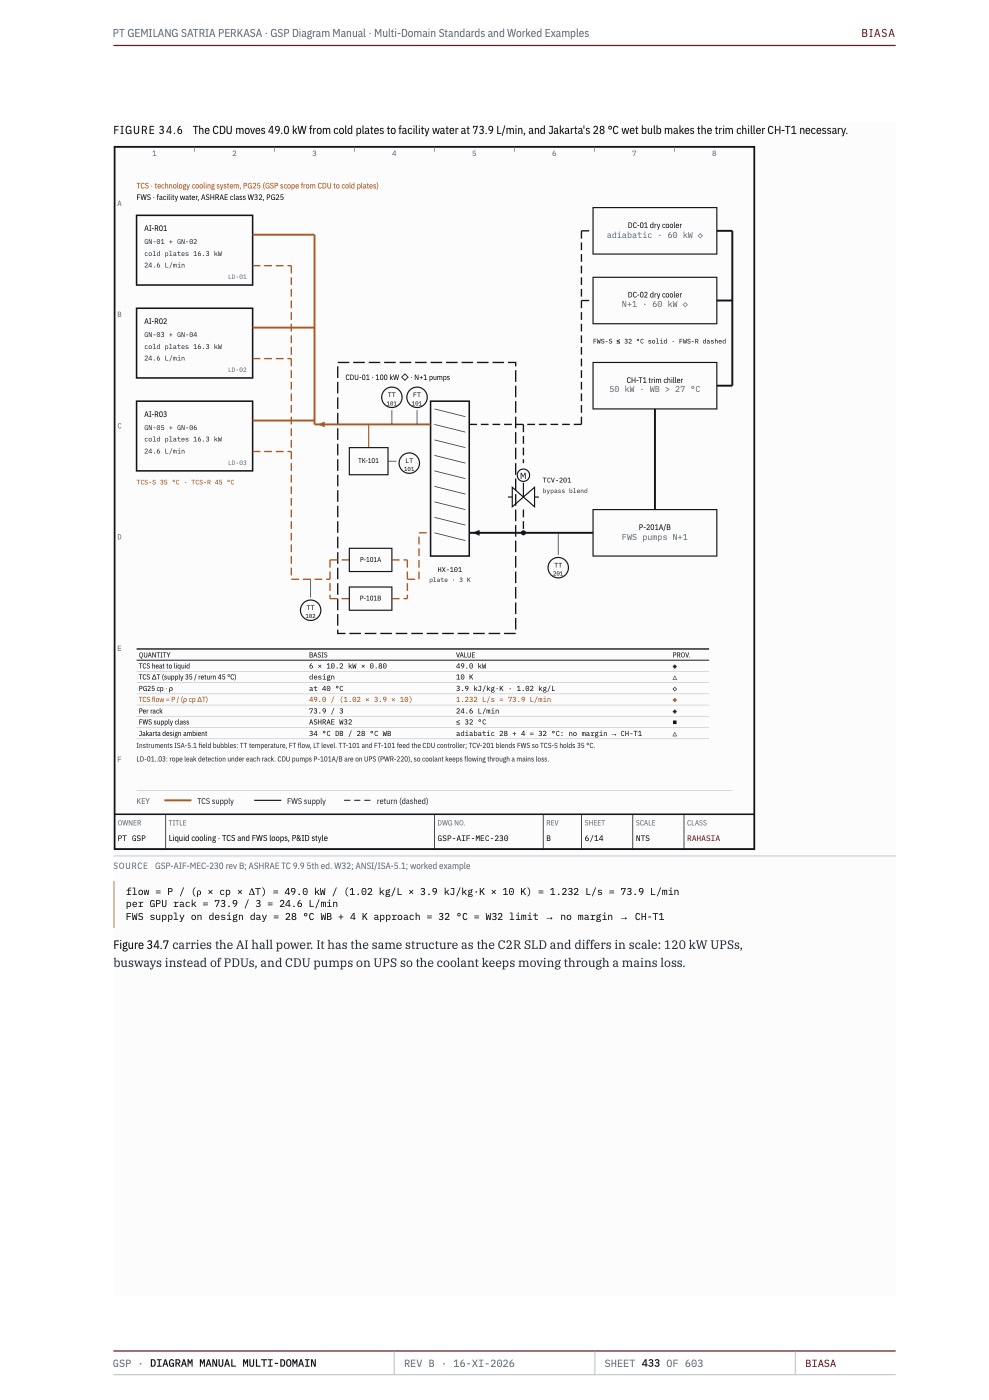 PT GEMILANG SATRIA PERKASA · GSP Diagram Manual · Multi-Domain Standards and Worked Examples
BIASA
FIGURE 34.6 The CDU moves 49.0 kW from cold plates to facility water at 73.9 L/min, and Jakarta's 28 °C wet bulb makes the trim chiller CH-T1 necessary.
1 2 3 4 5 6 7 8
TCS · technology cooling system, PG25 (GSP scope from CDU to cold plates)
FWS · facility water, ASHRAE class W32, PG25
A
AI-R01
GN-01 + GN-02
cold plates 16.3 kW
24.6 L/min
LD-01
DC-01 dry cooler
adiabatic · 60 kW ◇
DC-02 dry cooler
N+1 · 60 kW ◇
B
AI-R02
GN-03 + GN-04
cold plates 16.3 kW
24.6 L/min
LD-02
FWS-S ≤ 32 °C solid · FWS-R dashed
CH-T1 trim chiller
50 kW · WB > 27 °C
CDU-01 · 100 kW ◇ · N+1 pumps
TT
101
FT
101
C
AI-R03
GN-05 + GN-06
cold plates 16.3 kW
24.6 L/min
LD-03
TK-101
LT
101
M
TCV-201
bypass blend
TCS-S 35 °C · TCS-R 45 °C
D
P-201A/B
FWS pumps N+1
P-101A
HX-101
plate · 3 K
TT
201
P-101B
TT
102
E
QUANTITY BASIS VALUE PROV.
TCS heat to liquid 6 × 10.2 kW × 0.80 49.0 kW ◆
TCS ΔT (supply 35 / return 45 °C) design 10 K △
PG25 cp · ρ at 40 °C 3.9 kJ/kg·K · 1.02 kg/L ◇
TCS flow = P / (ρ cp ΔT) 49.0 / (1.02 × 3.9 × 10) 1.232 L/s = 73.9 L/min ◆
Per rack 73.9 / 3 24.6 L/min ◆
FWS supply class ASHRAE W32 ≤ 32 °C ■
Jakarta design ambient 34 °C DB / 28 °C WB adiabatic 28 + 4 = 32 °C: no margin → CH-T1 △
Instruments ISA-5.1 field bubbles: TT temperature, FT flow, LT level. TT-101 and FT-101 feed the CDU controller; TCV-201 blends FWS so TCS-S holds 35 °C.
F
LD-01..03: rope leak detection under each rack. CDU pumps P-101A/B are on UPS (PWR-220), so coolant keeps flowing through a mains loss.
KEY TCS supply FWS supply return (dashed)
OWNER TITLE DWG NO. REV SHEET SCALE CLASS
PT GSP Liquid cooling · TCS and FWS loops, P&ID style GSP-AIF-MEC-230 B 6/14 NTS RAHASIA
SOURCE GSP-AIF-MEC-230 rev B; ASHRAE TC 9.9 5th ed. W32; ANSI/ISA-5.1; worked example
flow = P / (ρ × cp × ΔT) = 49.0 kW / (1.02 kg/L × 3.9 kJ/kg·K × 10 K) = 1.232 L/s = 73.9 L/min
per GPU rack = 73.9 / 3 = 24.6 L/min
FWS supply on design day = 28 °C WB + 4 K approach = 32 °C = W32 limit → no margin → CH-T1
Figure 34.7 carries the AI hall power. It has the same structure as the C2R SLD and differs in scale: 120 kW UPSs,
busways instead of PDUs, and CDU pumps on UPS so the coolant keeps moving through a mains loss.
GSP · DIAGRAM MANUAL MULTI-DOMAIN
REV B · 16-XI-2026
SHEET 433 OF 603
BIASA